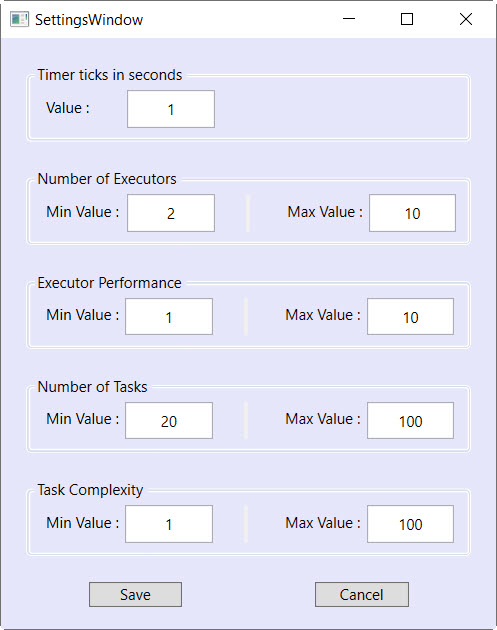 SettingsWindow
Timer ticks in seconds
Value : 1
Number of Executors
Min Value : 2 Max Value : 10
Executor Performance
Min Value : 1 Max Value : 10
Number of Tasks
Min Value : 20 Max Value : 100
Task Complexity
Min Value : 1 Max Value : 100
Save Cancel